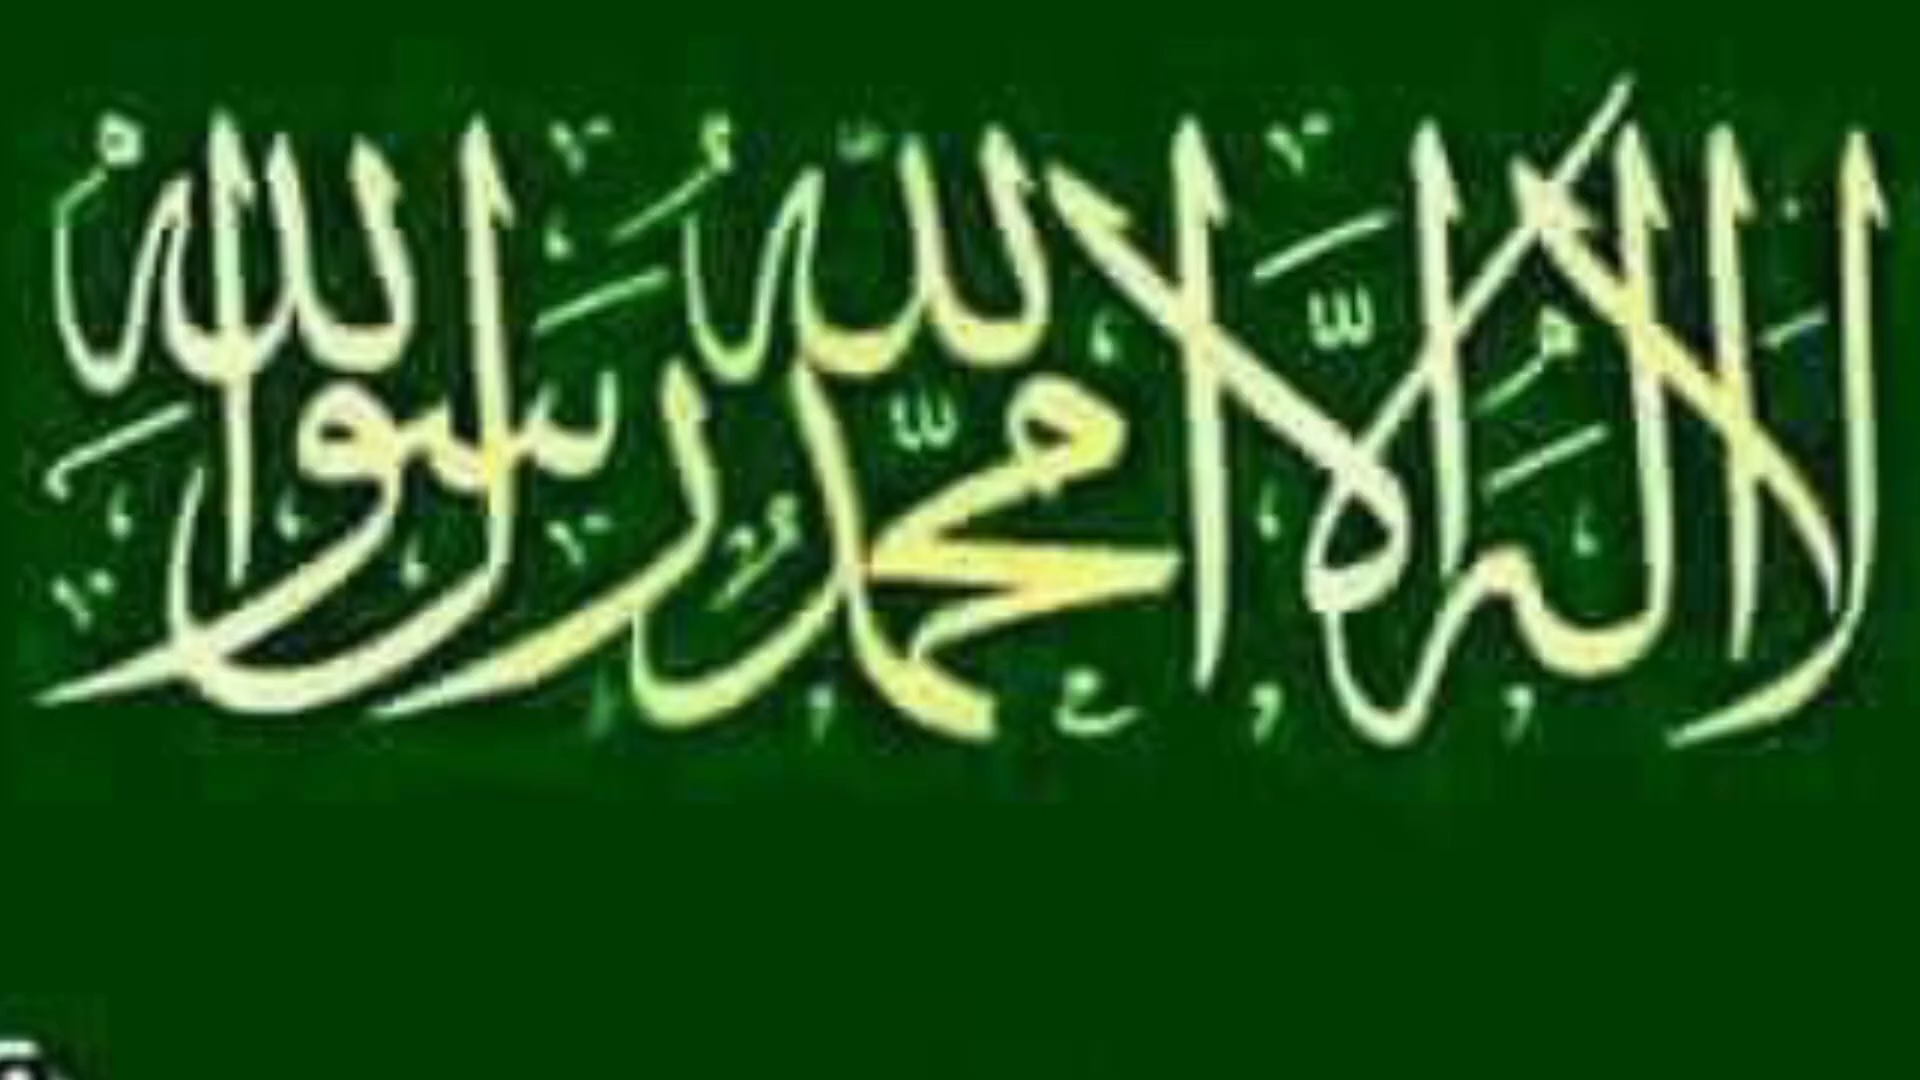 لا إله إلا الله محمد رسول الله